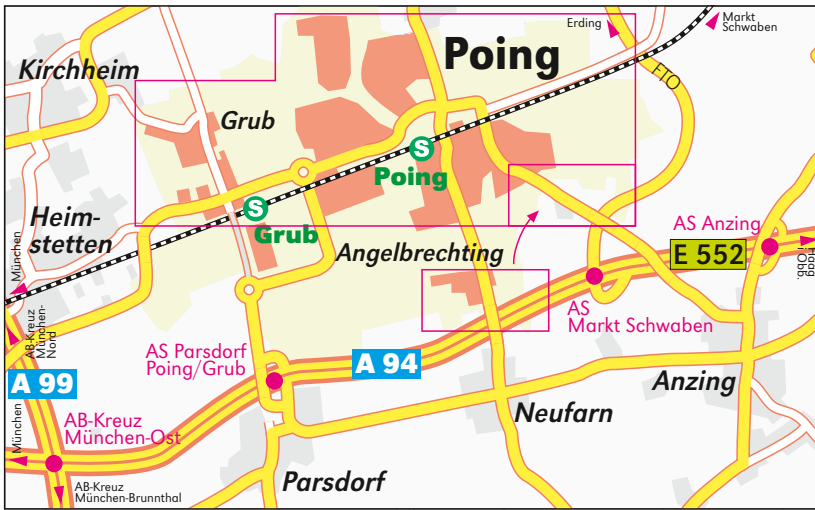 Erding
Markt
Schwaben
Poing
Kirchheim
FTO
Grub
S
Poing
S
Grub
Heim-
stetten
Angelbrechting
AS Anzing
E 552
München
Haag
i. Obb.
AB-Kreuz
München-
Nord
AS
Markt Schwaben
AS Parsdorf
Poing/Grub
A 94
A 99
Anzing
Neufarn
AB-Kreuz
München-Ost
München
Parsdorf
AB-Kreuz
München-Brunnthal